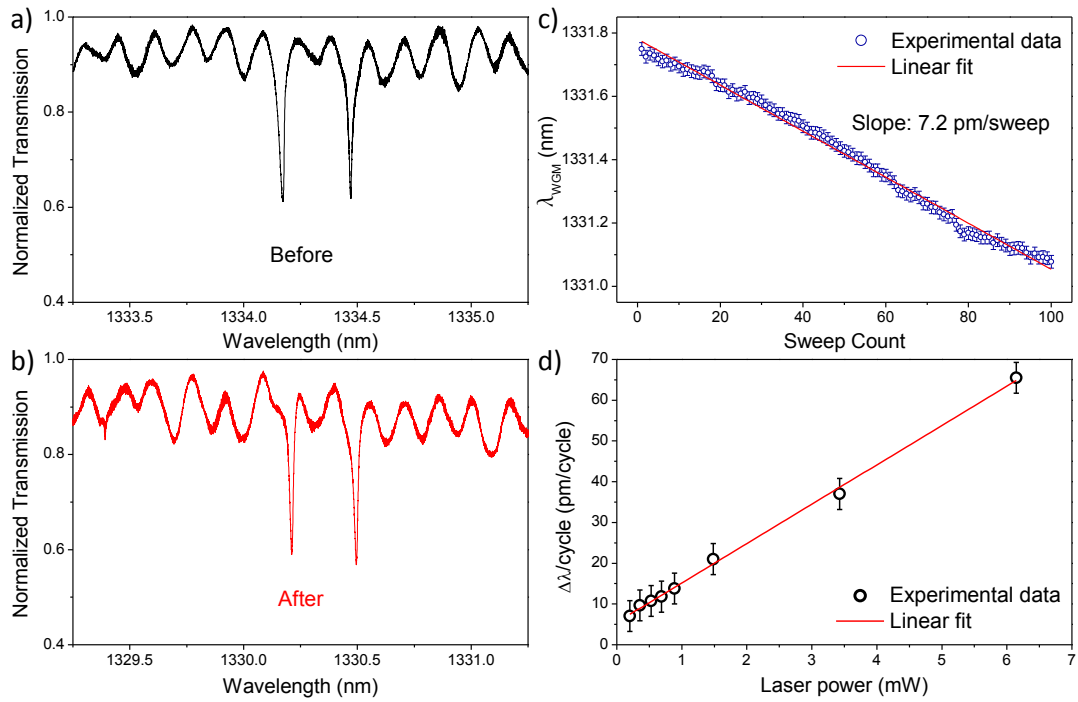 a)
Normalized Transmission
1.0
0.8
0.6
0.4
Before
1333.5
1334.0
1334.5
1335.0
Wavelength (nm)
b)
Normalized Transmission
1.0
0.8
0.6
0.4
After
1329.5
1330.0
1330.5
1331.0
Wavelength (nm)
c)
λWGM (nm)
1331.8
1331.6
1331.4
1331.2
1331.0
Experimental data
Linear fit
Slope: 7.2 pm/sweep
0
20
40
60
80
100
Sweep Count
d)
Δλ/cycle (pm/cycle)
70
60
50
40
30
20
10
0
Experimental data
Linear fit
0
1
2
3
4
5
6
7
Laser power (mW)